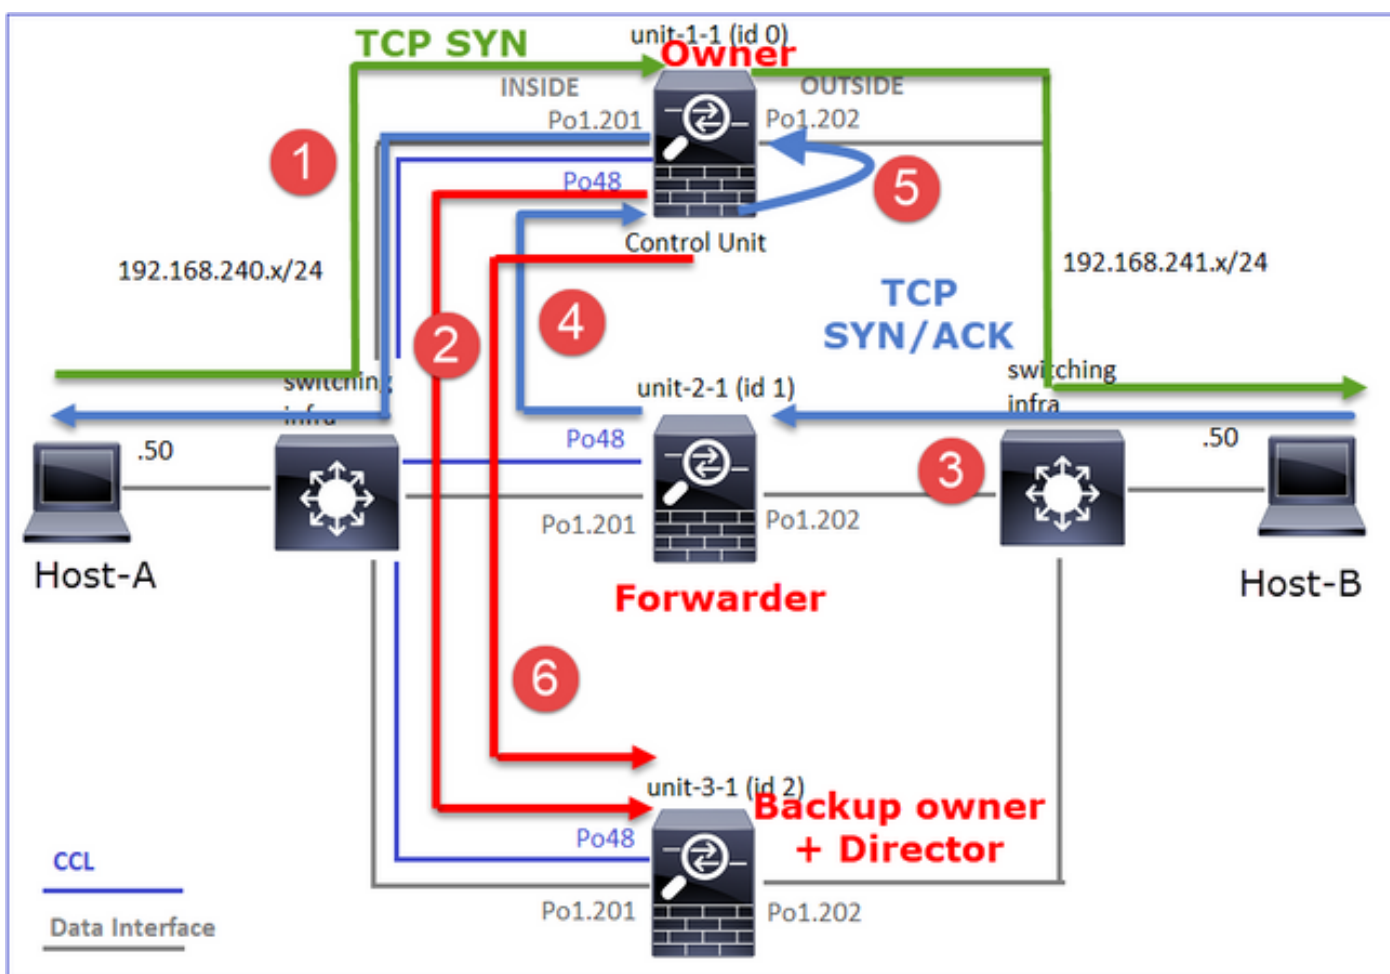 unit-1-1 (id 0)
TCP SYN
Owner
INSIDE
OUTSIDE
Po1.201
Po1.202
1
Po48
5
Control Unit
192.168.240.x/24
192.168.241.x/24
TCP
SYN/ACK
4
2
switching
infra
unit-2-1 (id 1)
switching
infra
.50
Po48
.50
3
Po1.201
Po1.202
Host-A
Host-B
Forwarder
6
unit-3-1 (id 2)
Backup owner
+ Director
Po48
CCL
Po1.201
Po1.202
Data Interface